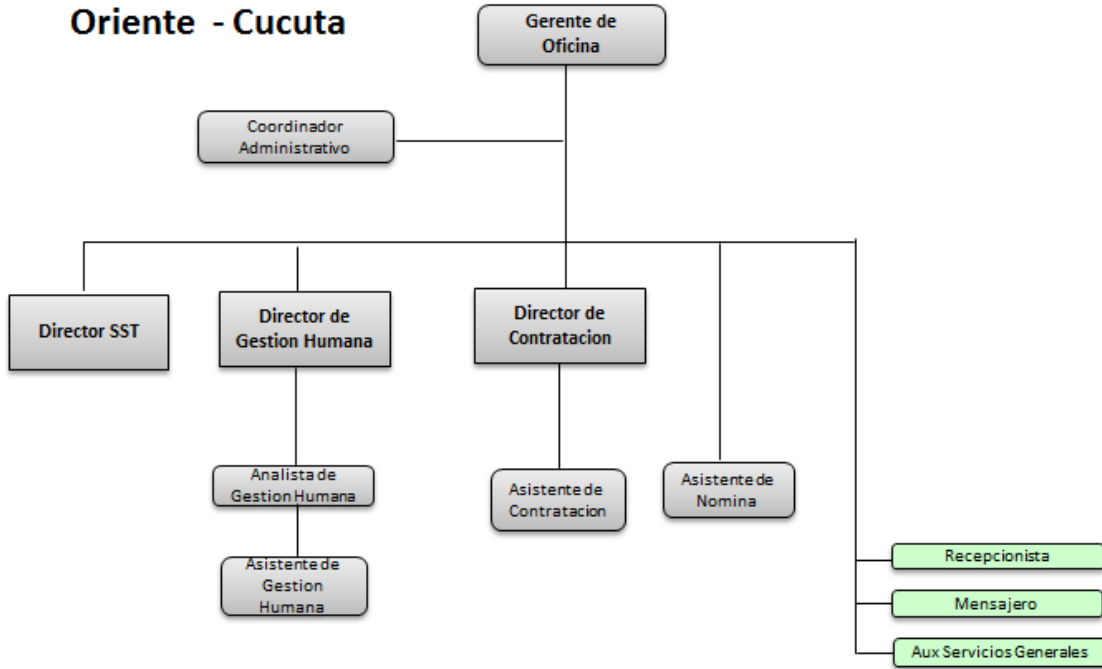 Oriente - Cucuta
Gerente de
Oficina
Coordinador
Administrativo
Director SST
Director de
Gestion Humana
Director de
Contratacion
Analista de
Gestion Humana
Asistente de
Contratacion
Asistente de
Nomina
Asistente de
Gestion
Humana
Recepcionista
Mensajero
Aux Servicios Generales